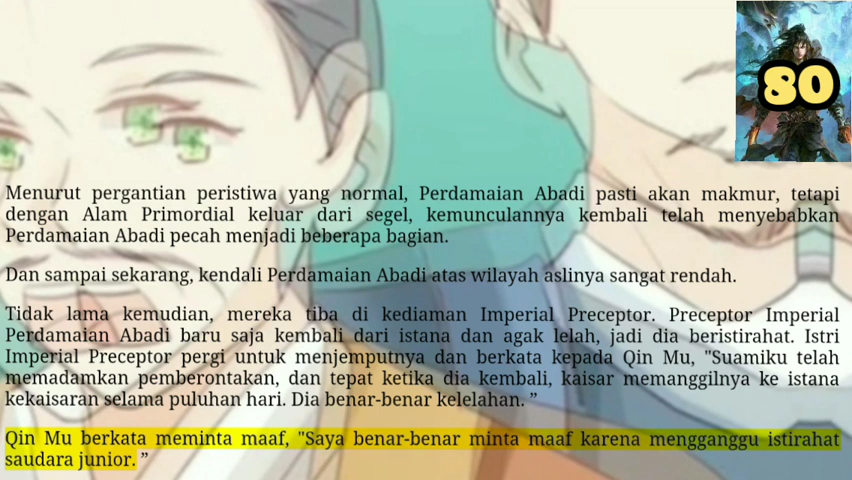 80
Menurut pergantian peristiwa yang normal, Perdamaian Abadi pasti akan makmur, tetapi
dengan Alam Primordial keluar dari segel, kemunculannya kembali telah menyebabkan
Perdamaian Abadi pecah menjadi beberapa bagian.
Dan sampai sekarang, kendali Perdamaian Abadi atas wilayah aslinya sangat rendah.
Tidak lama kemudian, mereka tiba di kediaman Imperial Preceptor. Preceptor Imperial
Perdamaian Abadi baru saja kembali dari istana dan agak lelah, jadi dia beristirahat. Istri
Imperial Preceptor pergi untuk menjemputnya dan berkata kepada Qin Mu, "Suamiku telah
memadamkan pemberontakan, dan tepat ketika dia kembali, kaisar memanggilnya ke istana
kekaisaran selama puluhan hari. Dia benar-benar kelelahan. ”
Qin Mu berkata meminta maaf, "Saya benar-benar minta maaf karena mengganggu istirahat
saudara junior. ”